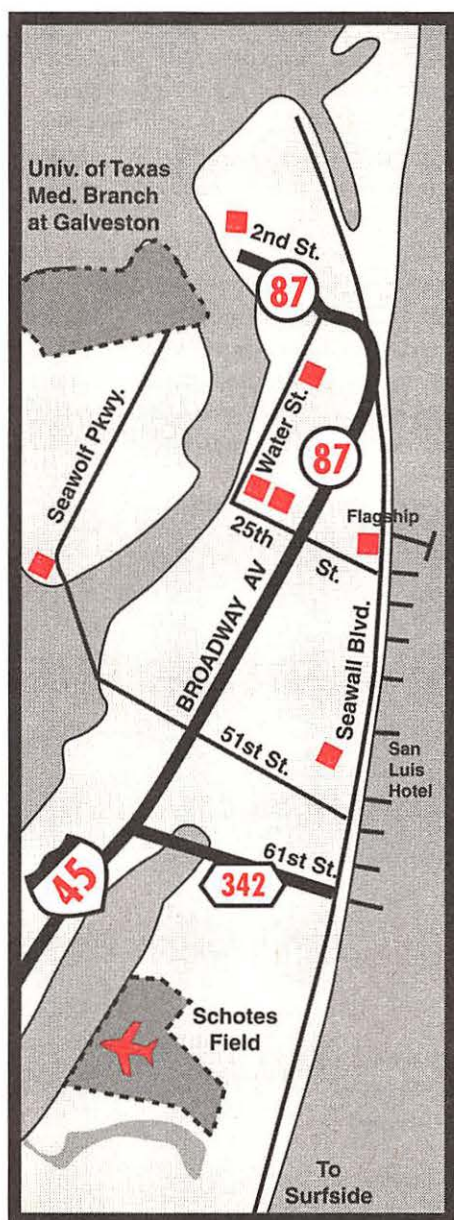 Univ. of Texas
Med. Branch
at Galveston
2nd St.
87
Seawolf Pkwy.
Water St.
87
Flagship
25th
St.
BROADWAY AV
Seawall Blvd.
51st St.
San
Luis
Hotel
61st St.
45
342
Schotes
Field
To
Surfside